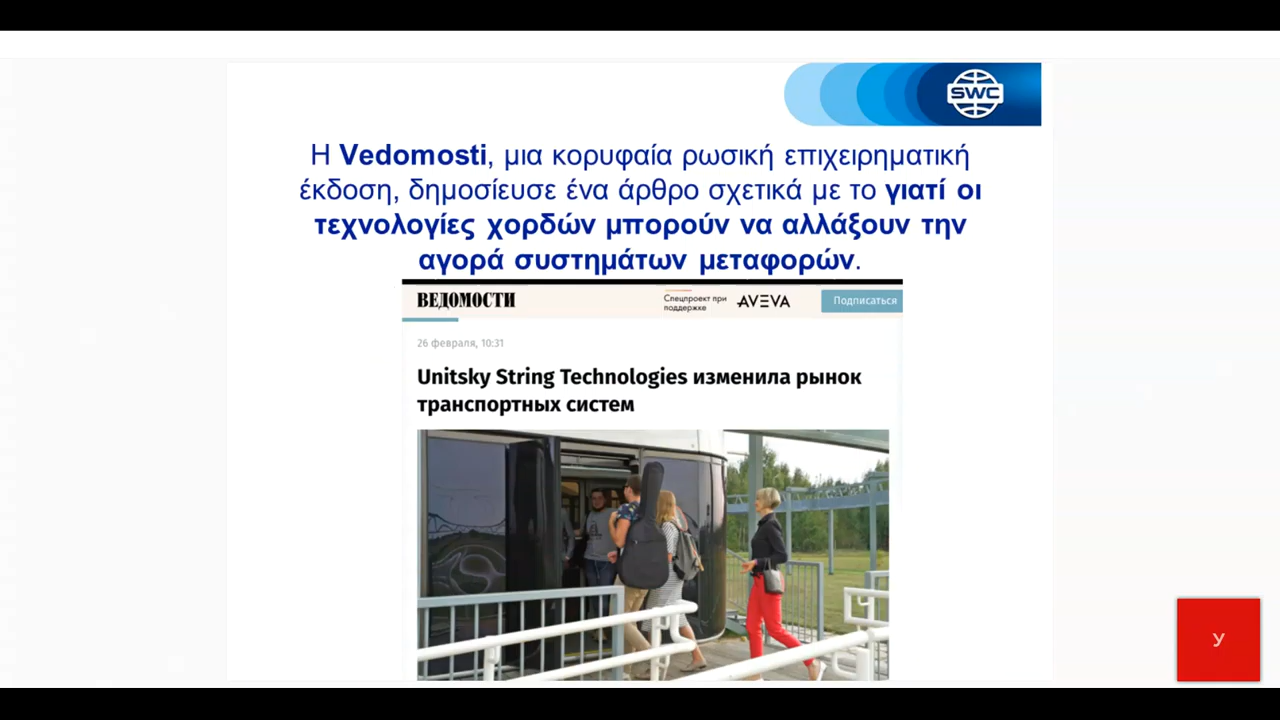 SWC
Η Vedomosti, μια κορυφαία ρωσική επιχειρηματική
έκδοση, δημοσίευσε ένα άρθρο σχετικά με το γιατί οι
τεχνολογίες χορδών μπορούν να αλλάξουν την
αγορά συστημάτων μεταφορών.
ВЕДОМОСТИ
Спецпроект при
поддержке
AVEVA
Подписаться
26 февраля, 10:31
Unitsky String Technologies изменила рынок
транспортных систем
У